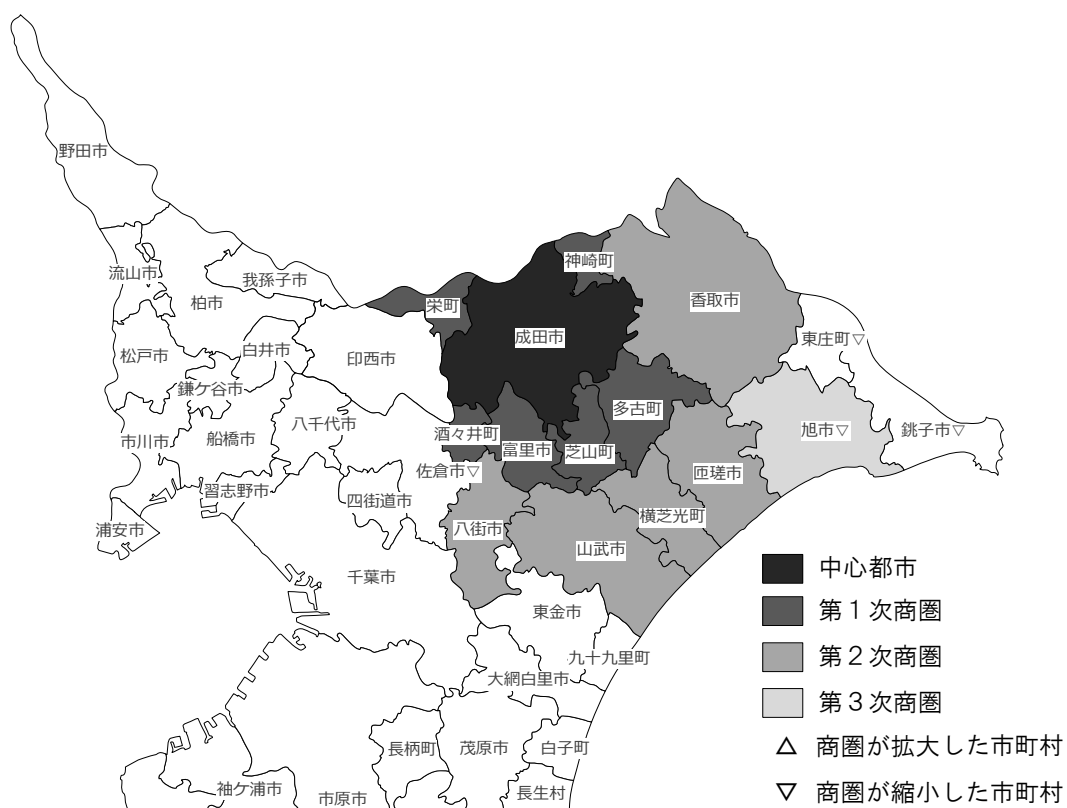 野田市
流山市
柏市
我孫子市
松戸市
白井市
鎌ケ谷市
印西市
栄町
神崎町
成田市
香取市
東庄町▽
多古町
旭市▽
銚子市▽
市川市
船橋市
八千代市
酒々井町
富里市
芝山町
佐倉市▽
匝瑳市
習志野市
四街道市
浦安市
八街市
横芝光町
山武市
千葉市
東金市
九十九里町
大網白里市
長柄町
茂原市
白子町
袖ケ浦市
市原市
長生村
中心都市
第1次商圏
第2次商圏
第3次商圏
△ 商圏が拡大した市町村
▽ 商圏が縮小した市町村